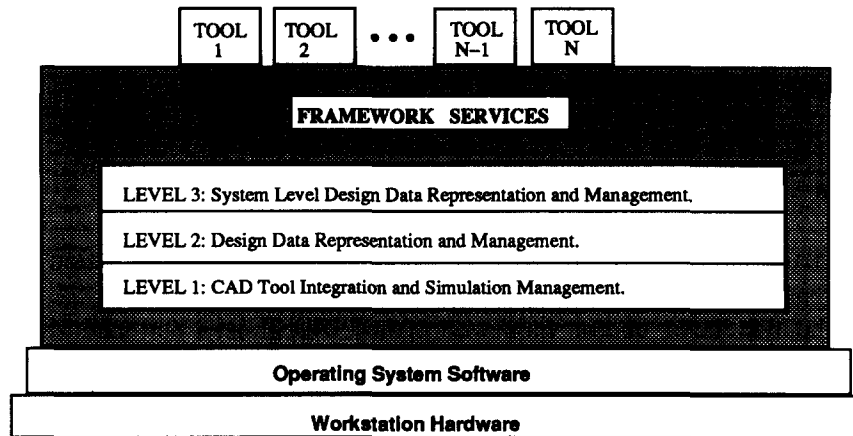 TOOL 1
TOOL 2
• • •
TOOL N–1
TOOL N
FRAMEWORK SERVICES
LEVEL 3: System Level Design Data Representation and Management.
LEVEL 2: Design Data Representation and Management.
LEVEL 1: CAD Tool Integration and Simulation Management.
Operating System Software
Workstation Hardware